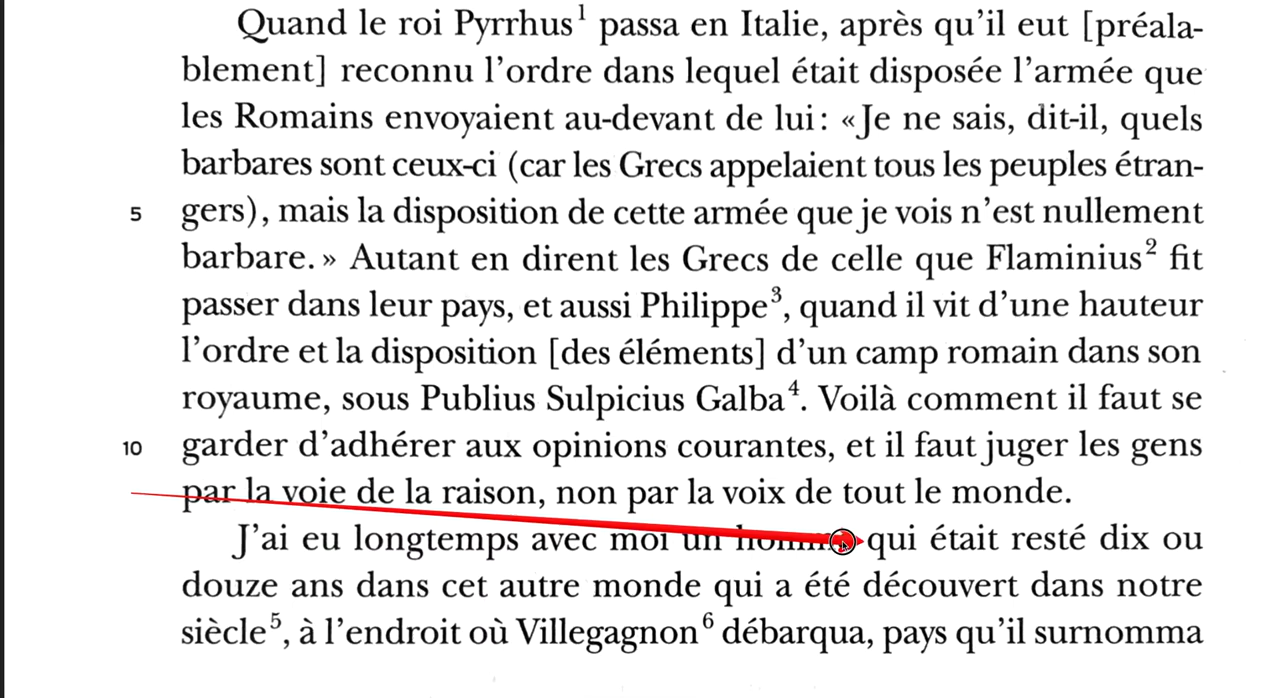 Quand le roi Pyrrhus¹ passa en Italie, après qu’il eut [préala-
blement] reconnu l’ordre dans lequel était disposée l’armée que
les Romains envoyaient au-devant de lui : «Je ne sais, dit-il, quels
barbares sont ceux-ci (car les Grecs appelaient tous les peuples étran-
5 gers), mais la disposition de cette armée que je vois n’est nullement
barbare.» Autant en dirent les Grecs de celle que Flaminius² fit
passer dans leur pays, et aussi Philippe³, quand il vit d’une hauteur
l’ordre et la disposition [des éléments] d’un camp romain dans son
royaume, sous Publius Sulpicius Galba⁴. Voilà comment il faut se
10 garder d’adhérer aux opinions courantes, et il faut juger les gens
par la voie de la raison, non par la voix de tout le monde.
J’ai eu longtemps avec moi un homme qui était resté dix ou
douze ans dans cet autre monde qui a été découvert dans notre
siècle⁵, à l’endroit où Villegagnon⁶ débarqua, pays qu’il surnomma